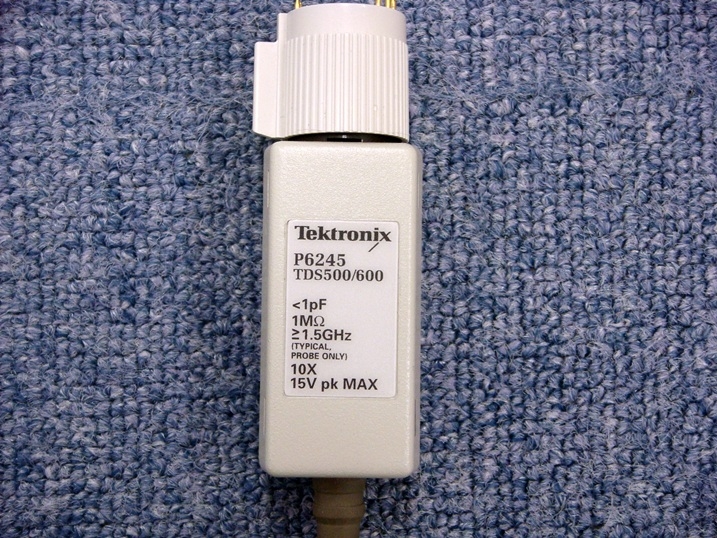 Tektronix
P6245
TDS500/600
<1pF
1MΩ
≥1.5GHz
(TYPICAL,
PROBE ONLY)
10X
15V pk MAX